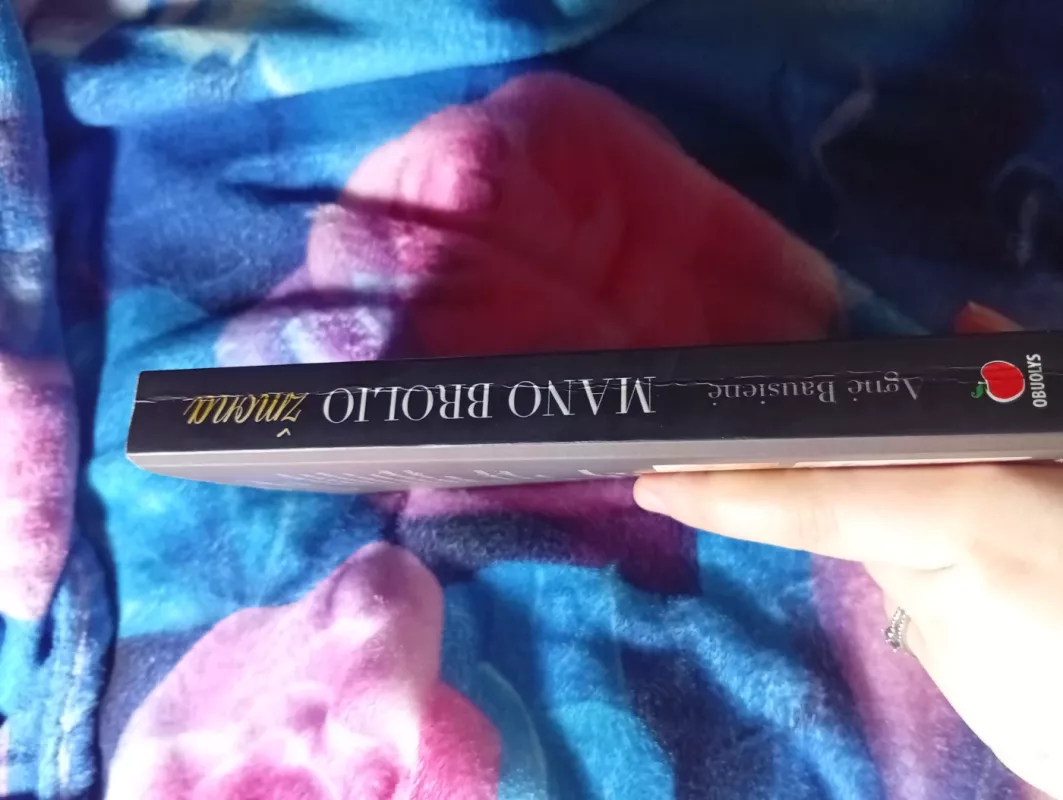 Agnė Bausienė
MANO BROLIO žmona
OBUOLYS